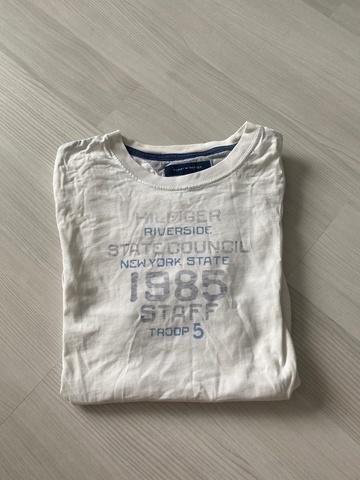 HILFIGER
RIVERSIDE
STATE COUNCIL
NEW YORK STATE
1985
STAFF
TROOP 5